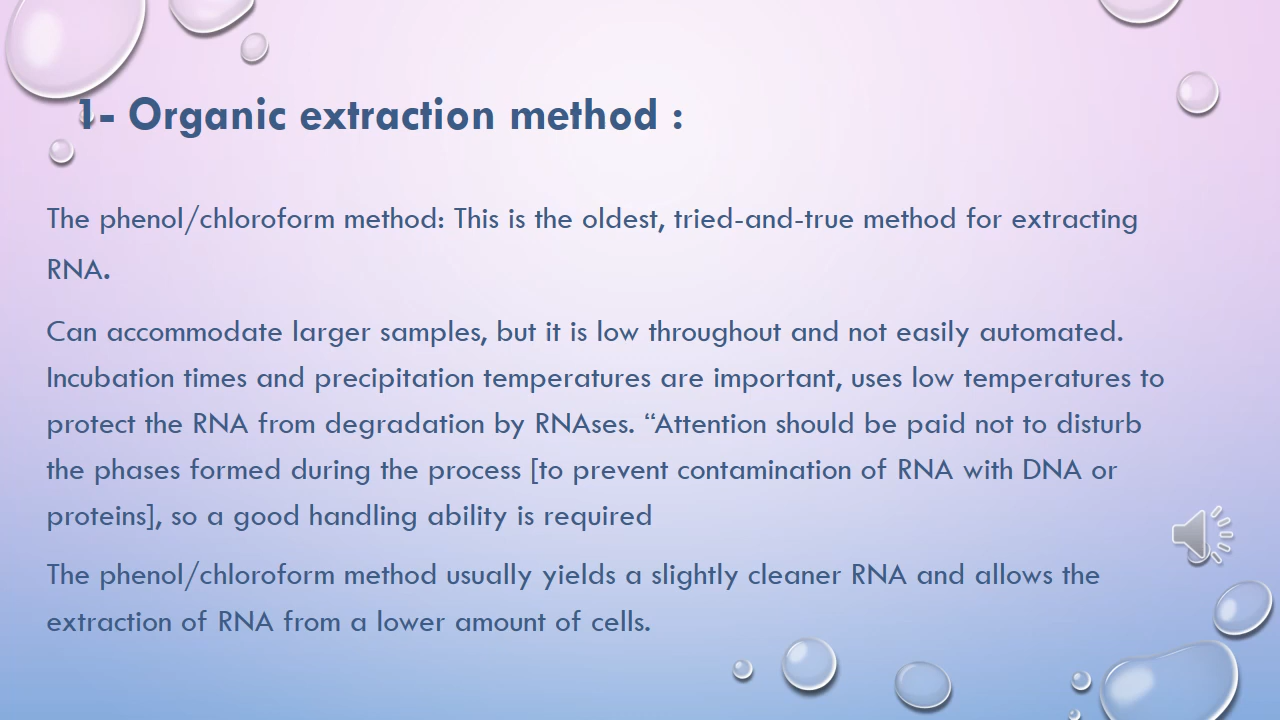 1- Organic extraction method :
The phenol/chloroform method: This is the oldest, tried-and-true method for extracting
RNA.
Can accommodate larger samples, but it is low throughout and not easily automated.
Incubation times and precipitation temperatures are important, uses low temperatures to
protect the RNA from degradation by RNAses. “Attention should be paid not to disturb
the phases formed during the process [to prevent contamination of RNA with DNA or
proteins], so a good handling ability is required
The phenol/chloroform method usually yields a slightly cleaner RNA and allows the
extraction of RNA from a lower amount of cells.